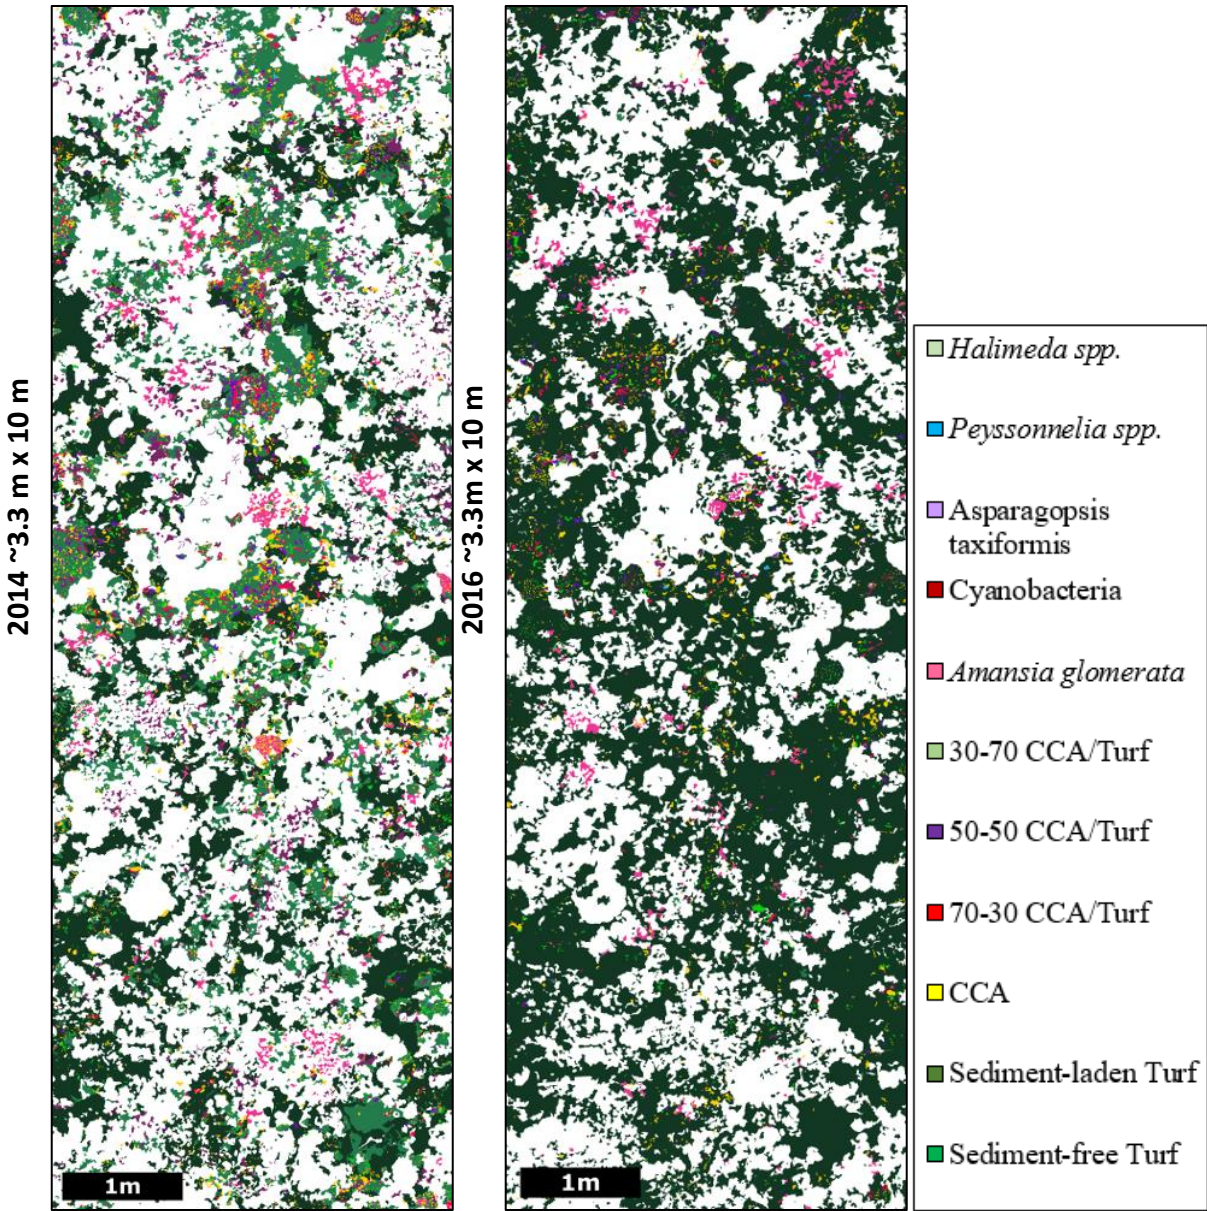 2014 ~3.3 m x 10 m
1m
2016 ~3.3m x 10 m
1m
Halimeda spp.
Peyssonnelia spp.
Asparagopsis
taxiformis
Cyanobacteria
Amansia glomerata
30-70 CCA/Turf
50-50 CCA/Turf
70-30 CCA/Turf
CCA
Sediment-laden Turf
Sediment-free Turf